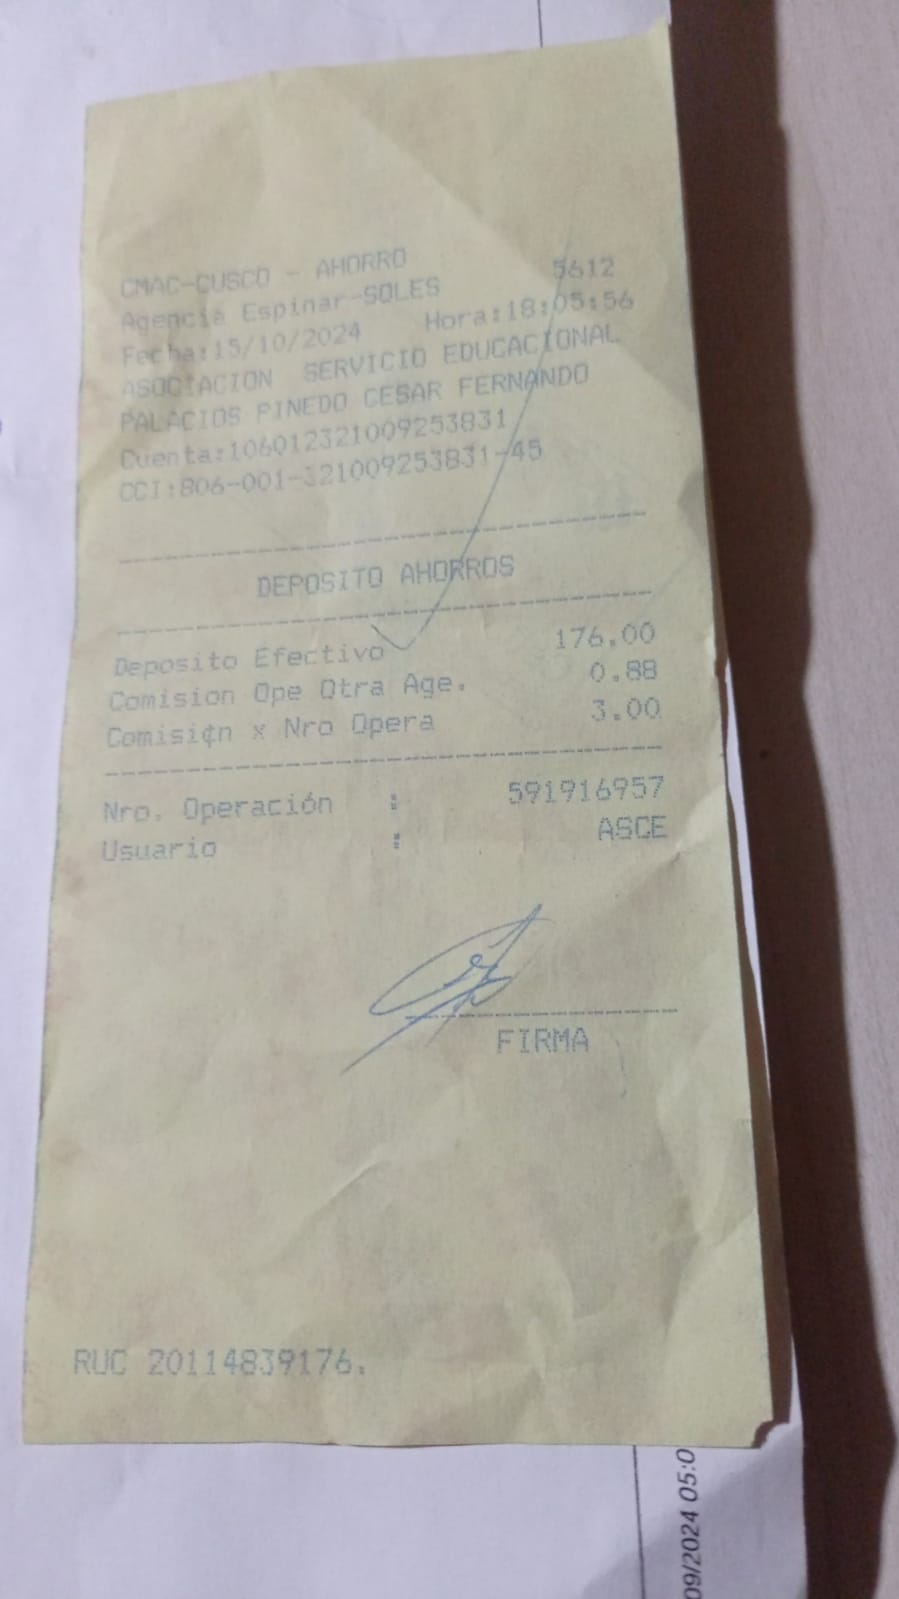 CMAC-CUSCO - AHORRO
Agencia Espinar-SOLES 5612
Fecha:15/10/2024 Hora:18:05:56
ASOCIACION SERVICIO EDUCACIONAL
PALACIOS PINEDO CESAR FERNANDO
Cuenta:106012321009253831
CCI:806-001-321009253831-45
DEPOSITO AHORROS
Deposito Efectivo 176.00
Comision Ope Otra Age. 0.88
Comisi¢n x Nro Opera 3.00
Nro. Operación : 591916957
Usuario : ASCE
FIRMA
RUC 20114839176.
09/2024 05:0